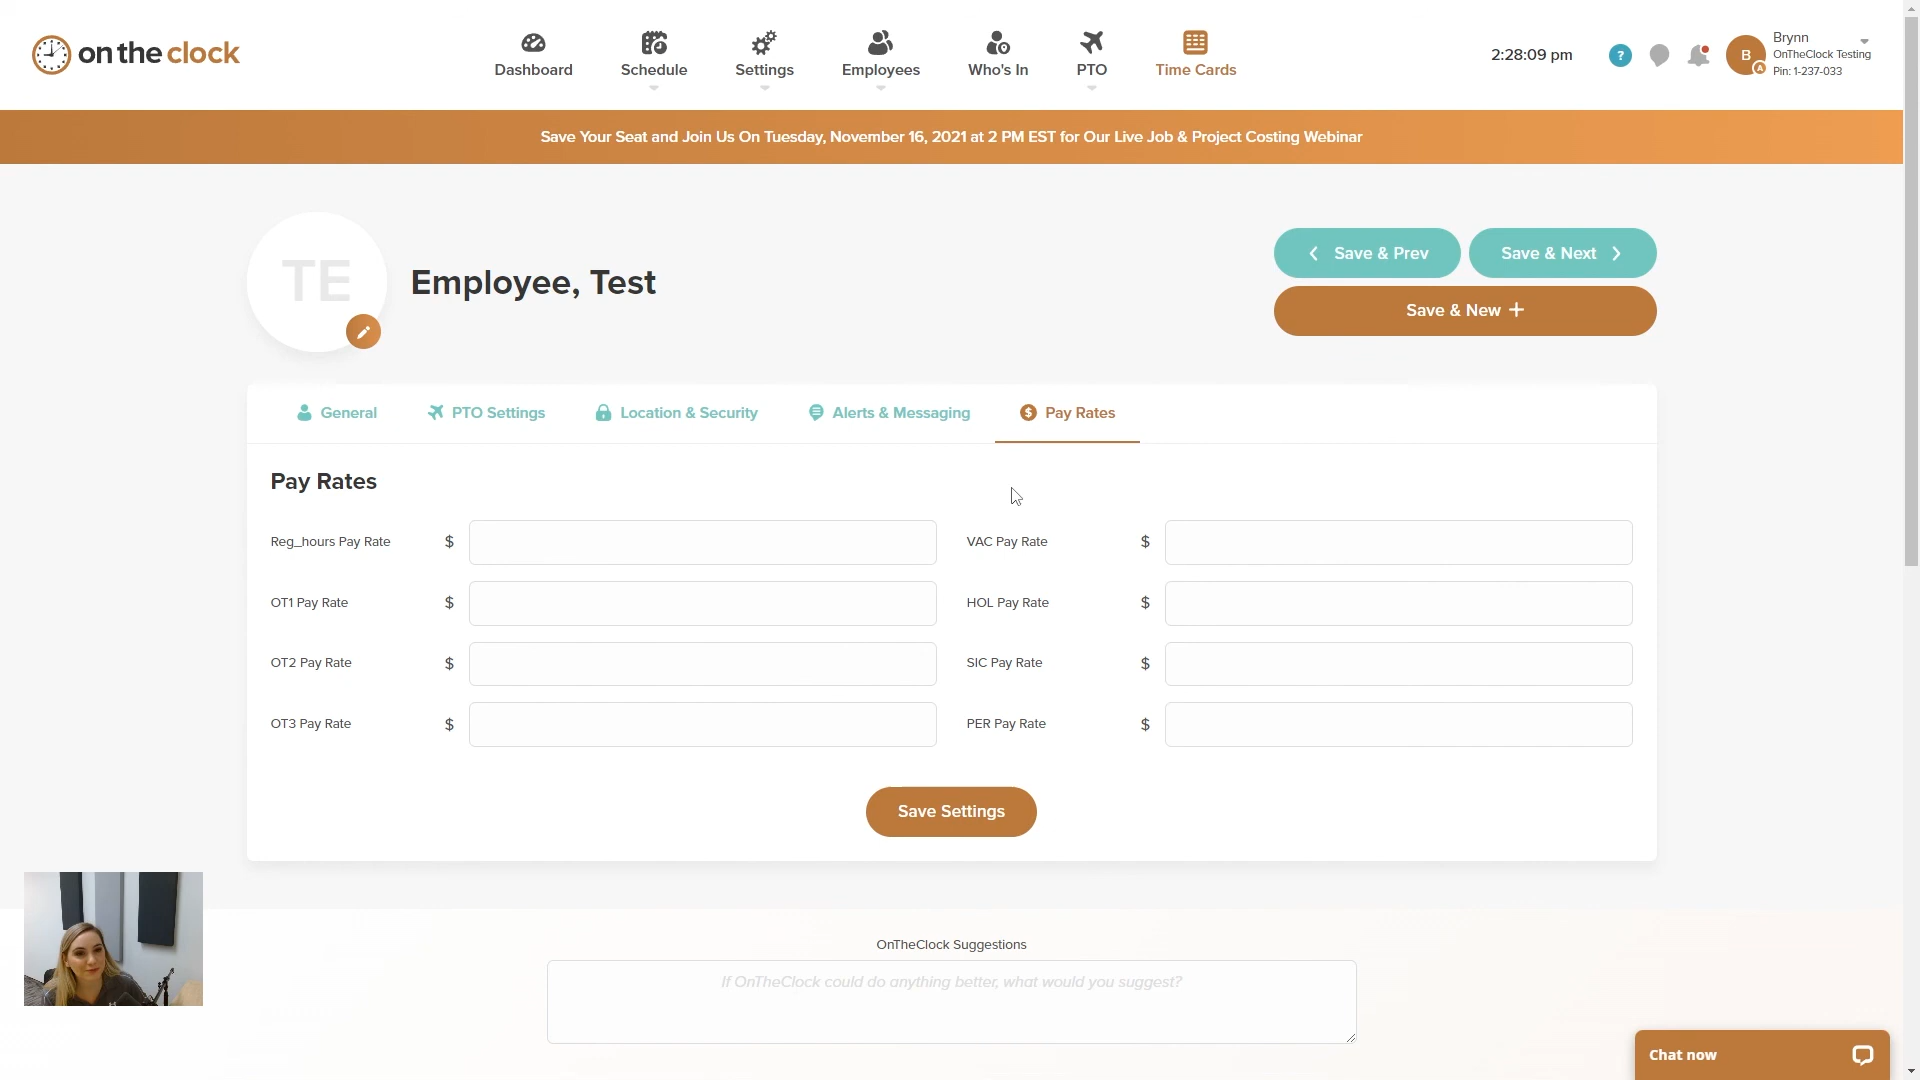 on the clock
Dashboard
Schedule
Settings
Employees
Who's In
PTO
Time Cards
2:28:09 pm
?
B
A
Brynn
OnTheClock Testing
Pin: 1-237-033
Save Your Seat and Join Us On Tuesday, November 16, 2021 at 2 PM EST for Our Live Job & Project Costing Webinar
TE
Employee, Test
Save & Prev
Save & Next
Save & New +
General
PTO Settings
Location & Security
Alerts & Messaging
$ Pay Rates
Pay Rates
Reg_hours Pay Rate $
VAC Pay Rate $
OT1 Pay Rate $
HOL Pay Rate $
OT2 Pay Rate $
SIC Pay Rate $
OT3 Pay Rate $
PER Pay Rate $
Save Settings
OnTheClock Suggestions
If OnTheClock could do anything better, what would you suggest?
Chat now